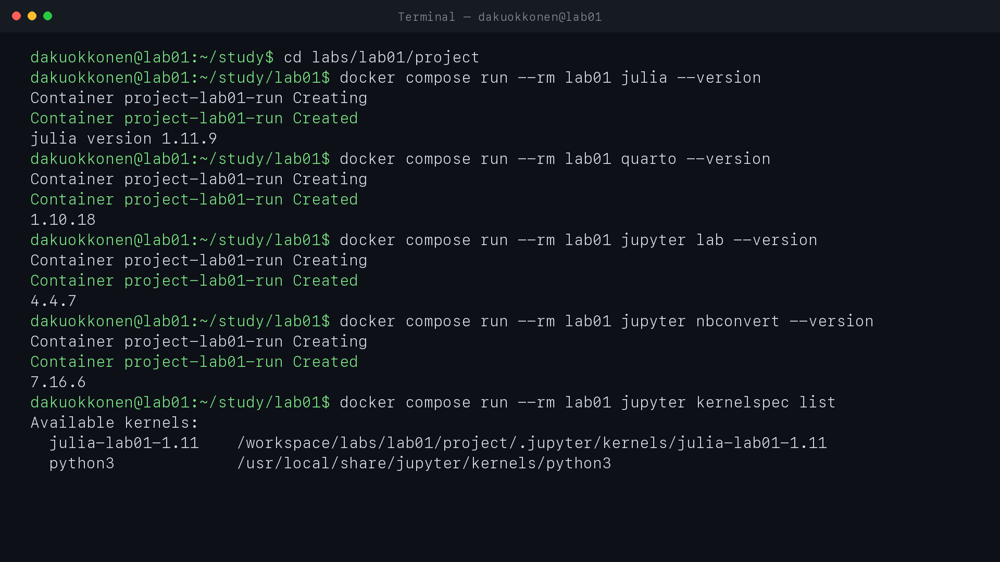 Terminal — dakuokkonen@lab01
dakuokkonen@lab01:~/study$ cd labs/lab01/project
dakuokkonen@lab01:~/study/lab01$ docker compose run --rm lab01 julia --version
Container project-lab01-run Creating
Container project-lab01-run Created
julia version 1.11.9
dakuokkonen@lab01:~/study/lab01$ docker compose run --rm lab01 quarto --version
Container project-lab01-run Creating
Container project-lab01-run Created
1.10.18
dakuokkonen@lab01:~/study/lab01$ docker compose run --rm lab01 jupyter lab --version
Container project-lab01-run Creating
Container project-lab01-run Created
4.4.7
dakuokkonen@lab01:~/study/lab01$ docker compose run --rm lab01 jupyter nbconvert --version
Container project-lab01-run Creating
Container project-lab01-run Created
7.16.6
dakuokkonen@lab01:~/study/lab01$ docker compose run --rm lab01 jupyter kernelspec list
Available kernels:
  julia-lab01-1.11    /workspace/labs/lab01/project/.jupyter/kernels/julia-lab01-1.11
  python3             /usr/local/share/jupyter/kernels/python3